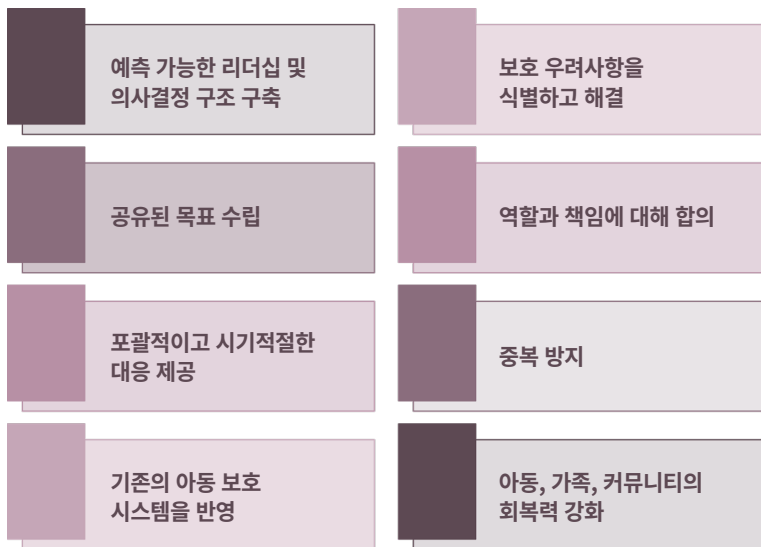 예측 가능한 리더십 및
의사결정 구조 구축
보호 우려사항을
식별하고 해결
공유된 목표 수립
역할과 책임에 대해 합의
포괄적이고 시기적절한
대응 제공
중복 방지
기존의 아동 보호
시스템을 반영
아동, 가족, 커뮤니티의
회복력 강화